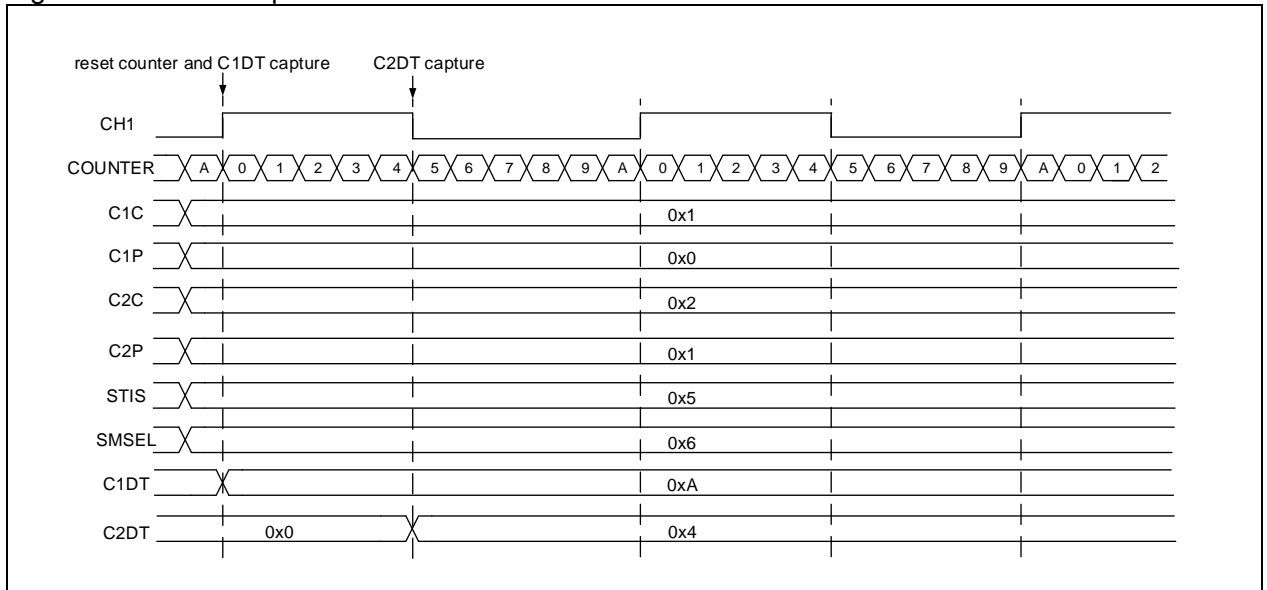 reset counter and C1DT capture C2DT capture
CH1
COUNTER A 0 1 2 3 4 5 6 7 8 9 A 0 1 2 3 4 5 6 7 8 9 A 0 1 2
C1C 0x1
C1P 0x0
C2C 0x2
C2P 0x1
STIS 0x5
SMSEL 0x6
C1DT 0xA
C2DT 0x0 0x4